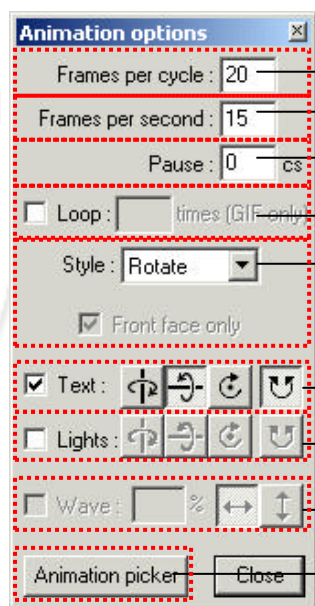 Animation options
Frames per cycle : 20
Frames per second : 15
Pause : 0 cs
Loop : times (GIF only)
Style : Rotate
Front face only
Text :
Lights :
Wave : %
Animation picker Close